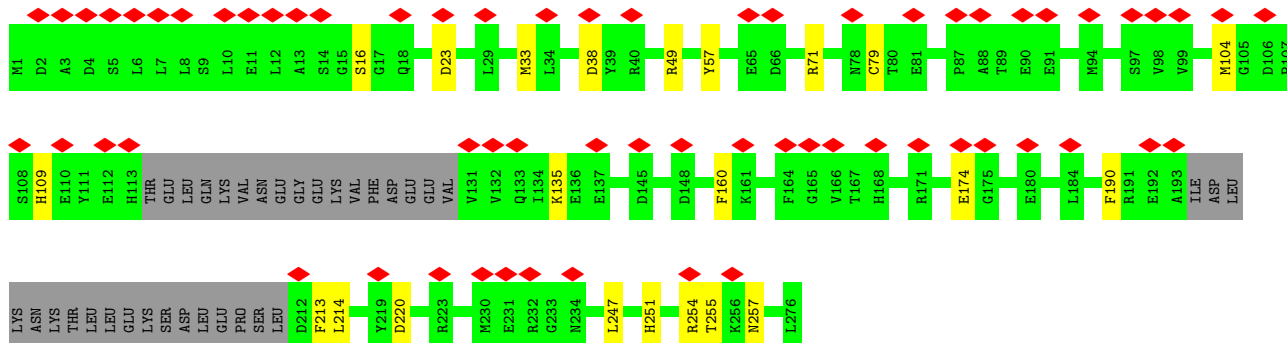 M1 D2 A3 D4 S5 L6 L7 L8 S9 L10 E11 L12 A13 S14 G15 S16 G17 Q18 D23 L29 M33 L34 D38 Y39 R40 R49 Y57 E65 D66 R71 N78 C79 T80 E81 P87 A88 T89 E90 E91 M94 S97 V98 V99 M104 G105 D106 R107
S108 H109 E110 Y111 E112 H113 THR GLU LEU GLN LYS VAL ASN GLU GLY GLU LYS VAL PHE ASP GLU GLU VAL V131 V132 Q133 I134 K135 E136 E137 D145 D148 F160 K161 F164 G165 V166 T167 H168 R171 E174 G175 E180 L184 F190 R191 E192 A193 ILE ASP LEU
LYS ASN LYS THR LEU LEU GLU LYS SER ASP LEU GLU PRO SER LEU D212 F213 L214 Y219 D220 R223 M230 E231 R232 G233 N234 L247 H251 R254 T255 K256 N257 L276